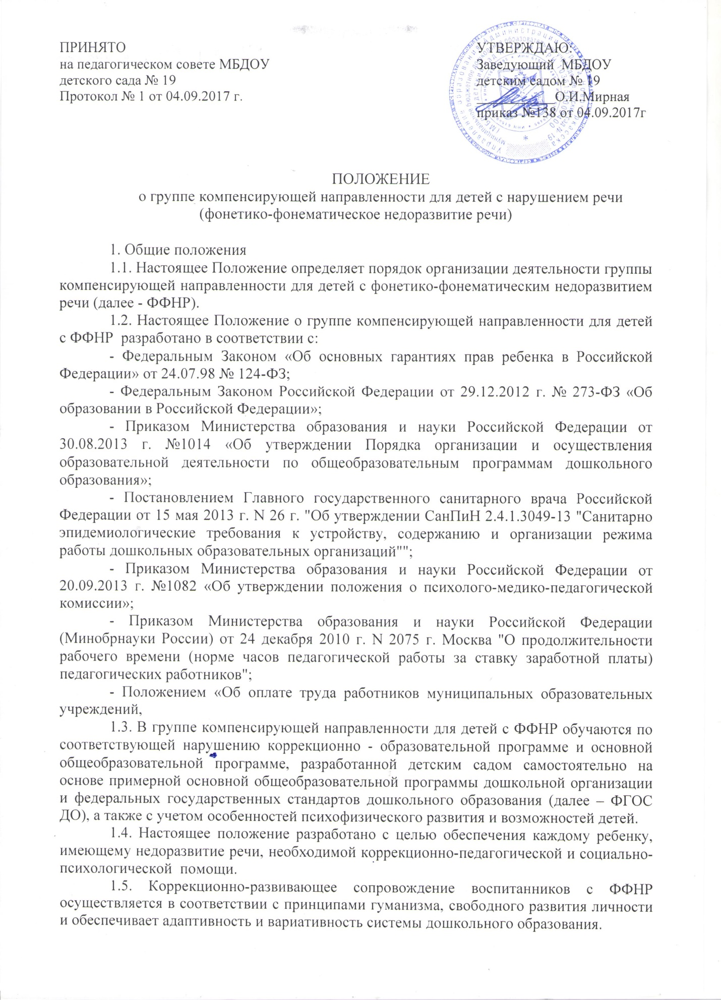 ПРИНЯТО
на педагогическом совете МБДОУ
детского сада № 19
Протокол № 1 от 04.09.2017 г.
УТВЕРЖДАЮ:
Заведующий МБДОУ
детским садом № 19
____________О.И.Мирная
приказ №138 от 04.09.2017г
ПОЛОЖЕНИЕ
о группе компенсирующей направленности для детей с нарушением речи
(фонетико-фонематическое недоразвитие речи)
1. Общие положения
1.1. Настоящее Положение определяет порядок организации деятельности группы
компенсирующей направленности для детей с фонетико-фонематическим недоразвитием
речи (далее - ФФНР).
1.2. Настоящее Положение о группе компенсирующей направленности для детей
с ФФНР разработано в соответствии с:
- Федеральным Законом «Об основных гарантиях прав ребенка в Российской
Федерации» от 24.07.98 № 124-ФЗ;
- Федеральным Законом Российской Федерации от 29.12.2012 г. № 273-ФЗ «Об
образовании в Российской Федерации»;
- Приказом Министерства образования и науки Российской Федерации от
30.08.2013 г. №1014 «Об утверждении Порядка организации и осуществления
образовательной деятельности по общеобразовательным программам дошкольного
образования»;
- Постановлением Главного государственного санитарного врача Российской
Федерации от 15 мая 2013 г. N 26 г. "Об утверждении СанПиН 2.4.1.3049-13 "Санитарно
эпидемиологические требования к устройству, содержанию и организации режима
работы дошкольных образовательных организаций"";
- Приказом Министерства образования и науки Российской Федерации от
20.09.2013 г. №1082 «Об утверждении положения о психолого-медико-педагогической
комиссии»;
- Приказом Министерства образования и науки Российской Федерации
(Минобрнауки России) от 24 декабря 2010 г. N 2075 г. Москва "О продолжительности
рабочего времени (норме часов педагогической работы за ставку заработной платы)
педагогических работников";
- Положением «Об оплате труда работников муниципальных образовательных
учреждений,
1.3. В группе компенсирующей направленности для детей с ФФНР обучаются по
соответствующей нарушению коррекционно - образовательной программе и основной
общеобразовательной программе, разработанной детским садом самостоятельно на
основе примерной основной общеобразовательной программы дошкольной организации
и федеральных государственных стандартов дошкольного образования (далее – ФГОС
ДО), а также с учетом особенностей психофизического развития и возможностей детей.
1.4. Настоящее положение разработано с целью обеспечения каждому ребенку,
имеющему недоразвитие речи, необходимой коррекционно-педагогической и социально-
психологической помощи.
1.5. Коррекционно-развивающее сопровождение воспитанников с ФФНР
осуществляется в соответствии с принципами гуманизма, свободного развития личности
и обеспечивает адаптивность и вариативность системы дошкольного образования.